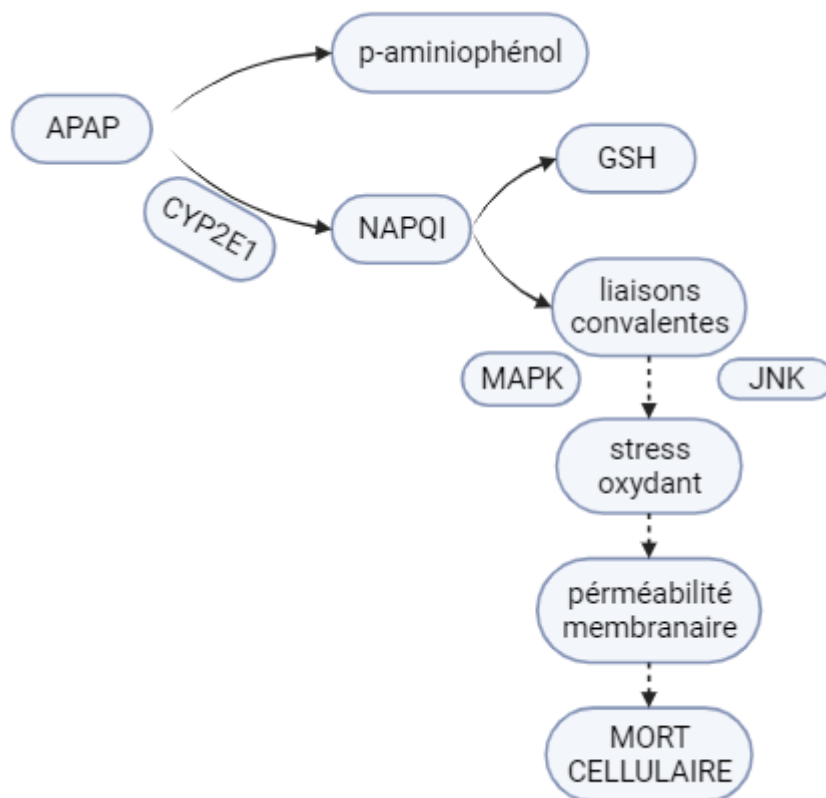 p-aminiophénol
APAP
GSH
CYP2E1
NAPQI
liaisons
convalentes
MAPK
JNK
stress
oxydant
pérméabilité
membranaire
MORT
CELLULAIRE